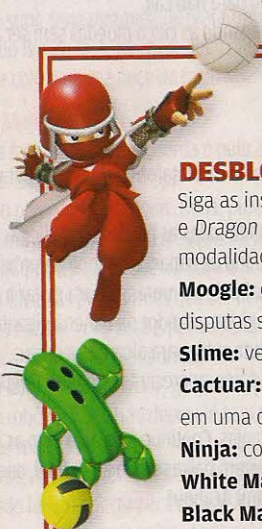 DESBLO
Siga as ins
e Dragon
modalidad
Moogle:
disputas s
Slime: ve
Cactuar:
em uma d
Ninja: co
White Ma
Black Ma